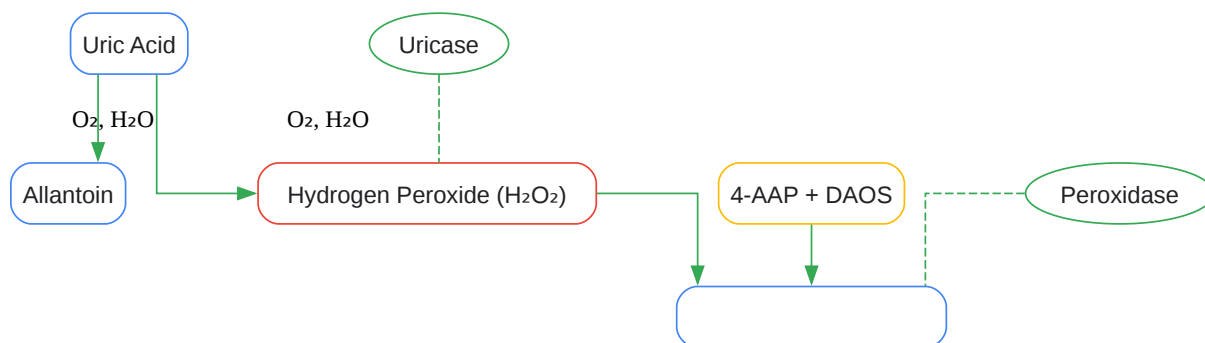 Uric Acid
Uricase
O₂, H₂O
O₂, H₂O
Allantoin
Hydrogen Peroxide (H₂O₂)
4-AAP + DAOS
Peroxidase